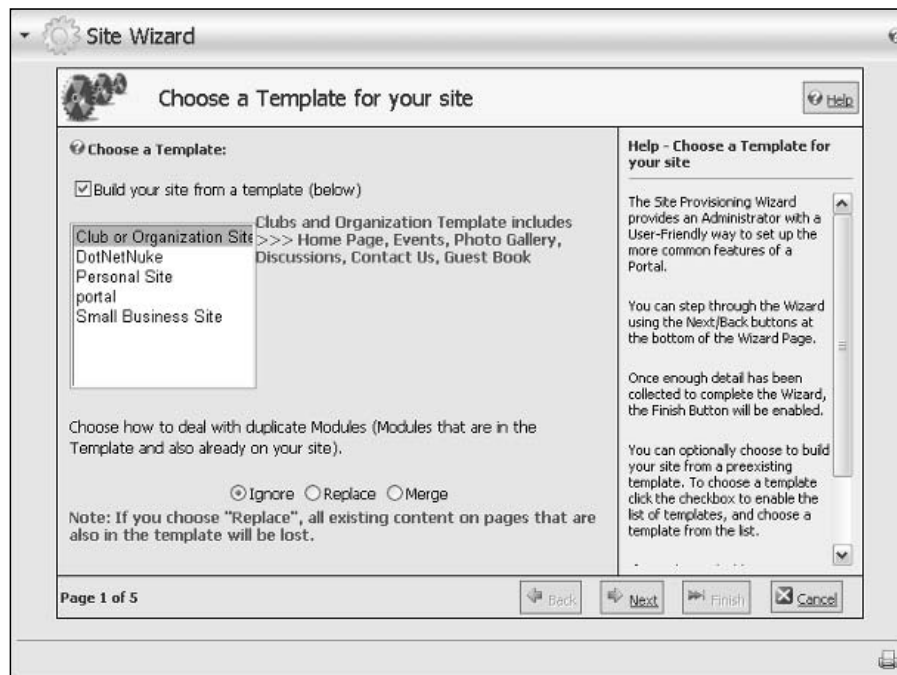 Site Wizard
Choose a Template for your site
Help
Choose a Template:
Build your site from a template (below)
Club or Organization Site
DotNetNuke
Personal Site
portal
Small Business Site
Clubs and Organization Template includes
>>> Home Page, Events, Photo Gallery,
Discussions, Contact Us, Guest Book
Choose how to deal with duplicate Modules (Modules that are in the
Template and also already on your site).
Ignore Replace Merge
Note: If you choose "Replace", all existing content on pages that are
also in the template will be lost.
Help - Choose a Template for
your site
The Site Provisioning Wizard
provides an Administrator with a
User-Friendly way to set up the
more common features of a
Portal.
You can step through the Wizard
using the Next/Back buttons at
the bottom of the Wizard Page.
Once enough detail has been
collected to complete the Wizard,
the Finish Button will be enabled.
You can optionally choose to build
your site from a preexisting
template. To choose a template
click the checkbox to enable the
list of templates, and choose a
template from the list.
Page 1 of 5
Back Next Finish Cancel